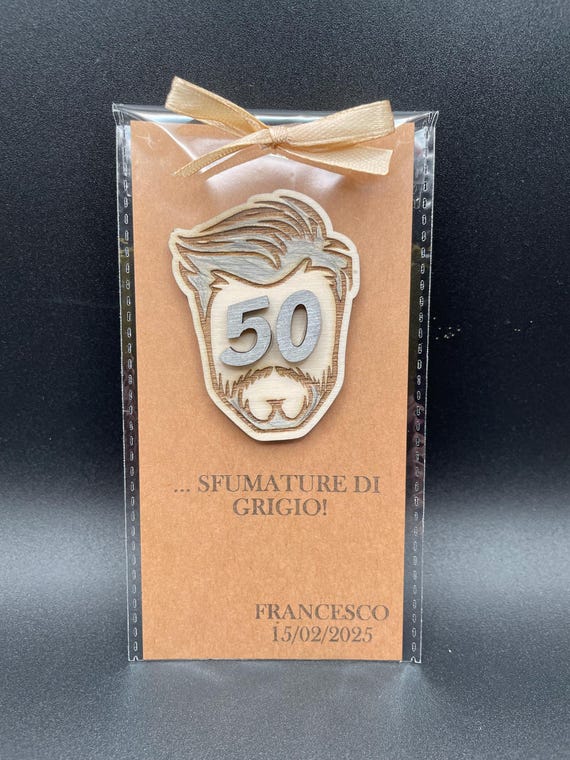 50
... SFUMATURE DI
GRIGIO!
FRANCESCO
15/02/2025